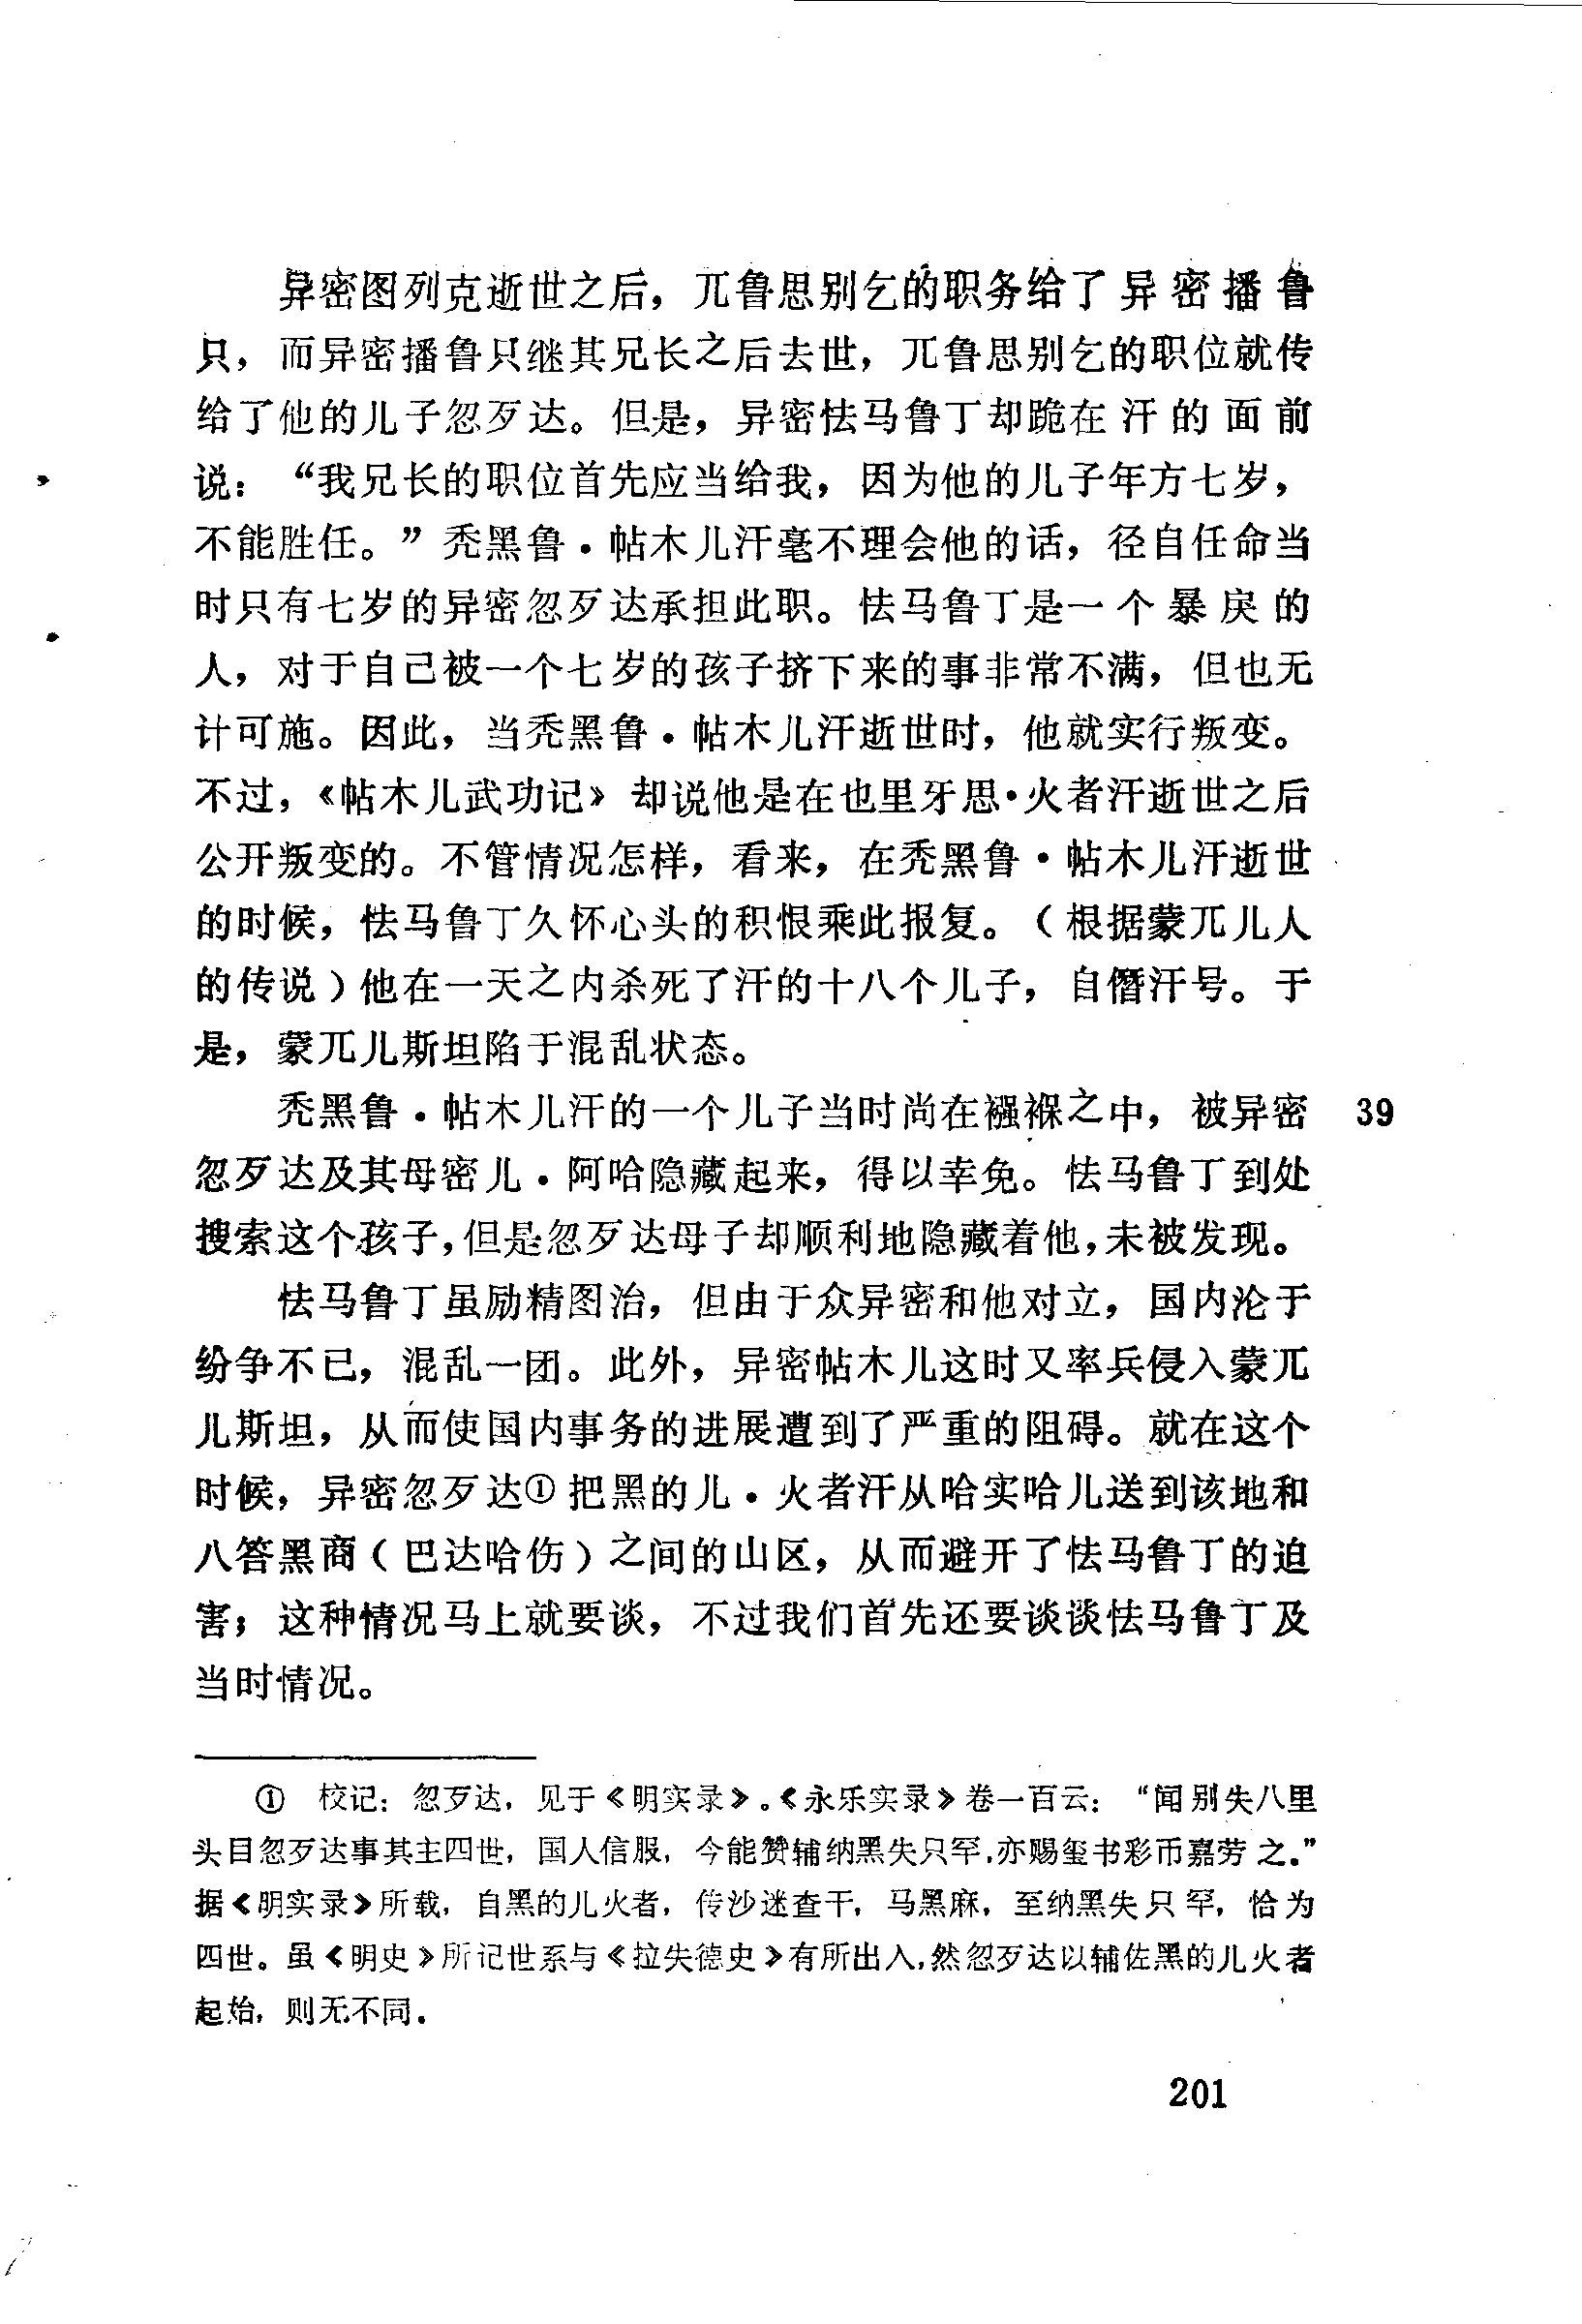 异密图列克逝世之后，兀鲁思别乞的职务给了异密播鲁
只，而异密播鲁只继其兄长之后去世，兀鲁思别乞的职位就传
给了他的儿子忽歹达。但是，异密怯马鲁丁却跪在汗的面前
说：“我兄长的职位首先应当给我，因为他的儿子年方七岁，
不能胜任。”秃黑鲁·帖木儿汗毫不理会他的话，径自任命当
时只有七岁的异密忽歹达承担此职。怯马鲁丁是一个暴戾的
人，对于自己被一个七岁的孩子挤下来的事非常不满，但也无
计可施。因此，当秃黑鲁·帖木儿汗逝世时，他就实行叛变。
不过，《帖木儿武功记》却说他是在也里牙思·火者汗逝世之后
公开叛变的。不管情况怎样，看来，在秃黑鲁·帖木儿汗逝世
的时候，怯马鲁丁久怀心头的积恨乘此报复。（根据蒙兀儿人
的传说）他在一天之内杀死了汗的十八个儿子，自僭汗号。于
是，蒙兀儿斯坦陷于混乱状态。
秃黑鲁·帖木儿汗的一个儿子当时尚在襁褓之中，被异密 39
忽歹达及其母密儿·阿哈隐藏起来，得以幸免。怯马鲁丁到处
搜索这个孩子，但是忽歹达母子却顺利地隐藏着他，未被发现。
怯马鲁丁虽励精图治，但由于众异密和他对立，国内沦于
纷争不已，混乱一团。此外，异密帖木儿这时又率兵侵入蒙兀
儿斯坦，从而使国内事务的进展遭到了严重的阻碍。就在这个
时候，异密忽歹达①把黑的儿·火者汗从哈实哈儿送到该地和
八答黑商（巴达哈伤）之间的山区，从而避开了怯马鲁丁的迫
害；这种情况马上就要谈，不过我们首先还要谈谈怯马鲁丁及
当时情况。
① 校记：忽歹达，见于《明实录》。《永乐实录》卷一百云：“闻别失八里
头目忽歹达事其主四世，国人信服，今能赞辅纳黑失只罕，亦赐玺书彩币嘉劳之。”
据《明实录》所载，自黑的儿火者，传沙迷查干，马黑麻，至纳黑失只罕，恰为
四世。虽《明史》所记世系与《拉失德史》有所出入，然忽歹达以辅佐黑的儿火者
起始，则无不同。
201